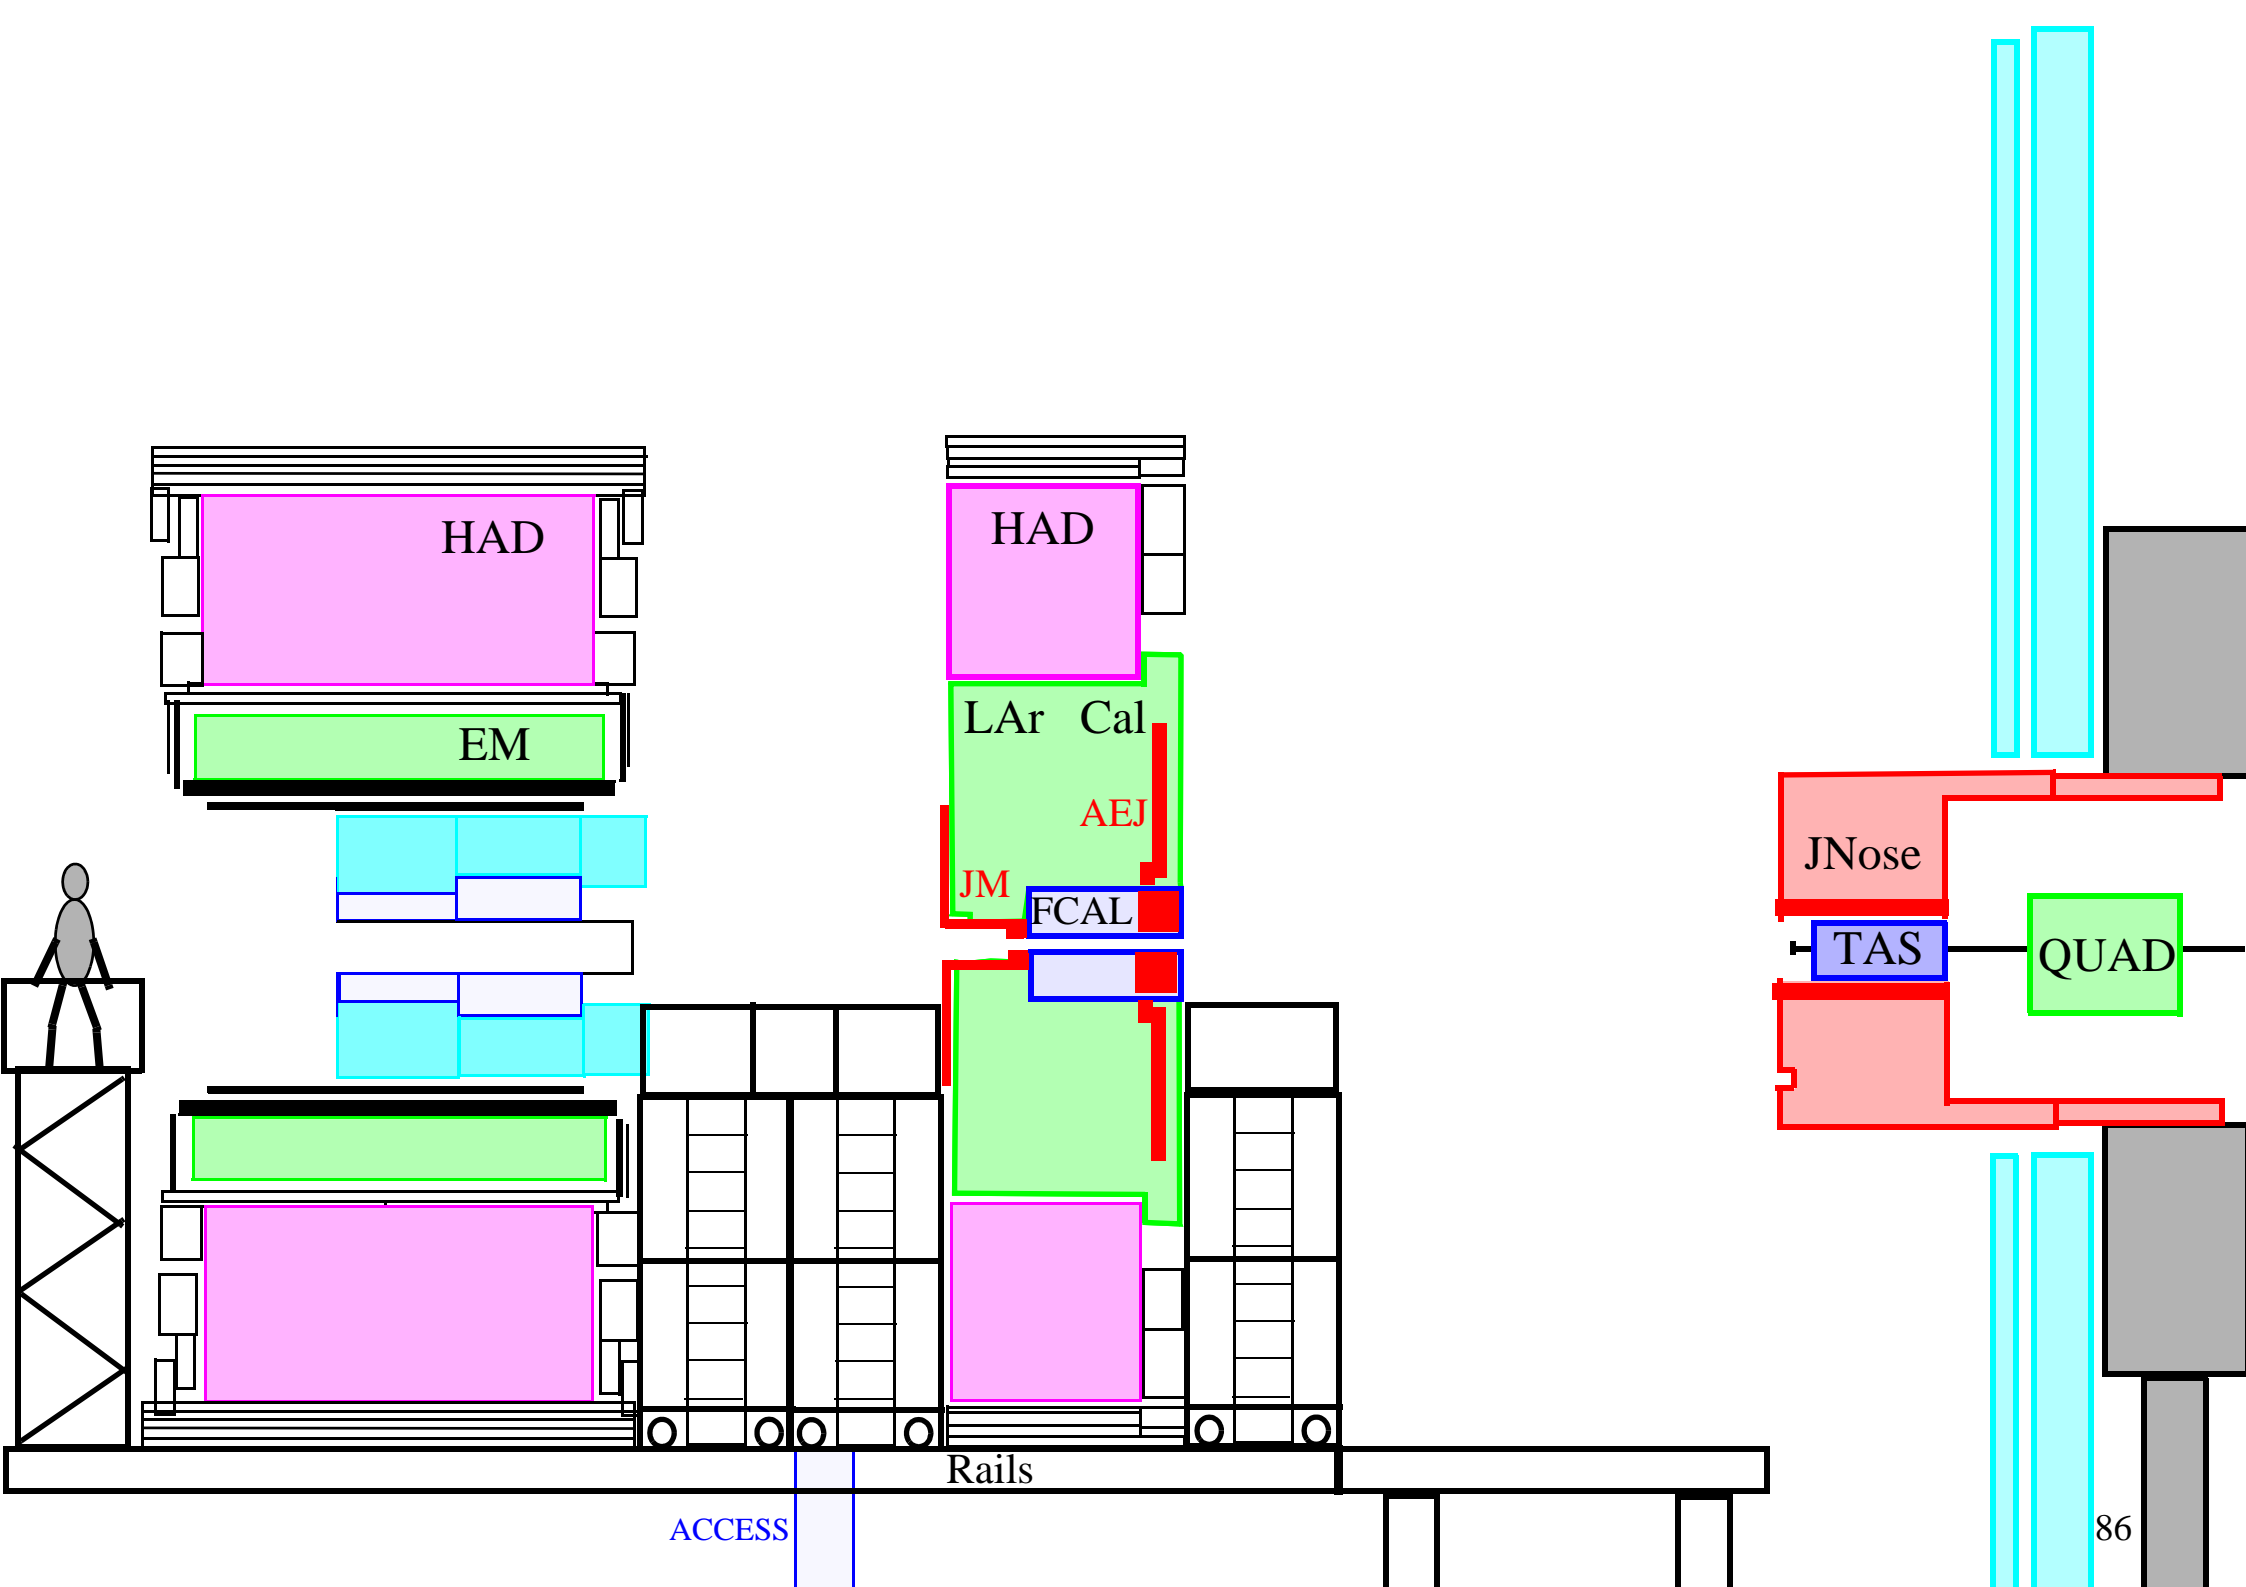 HAD
HAD
LAr Cal
EM
AEJ
JNose
JM
FCAL
TAS
QUAD
Rails
ACCESS
86